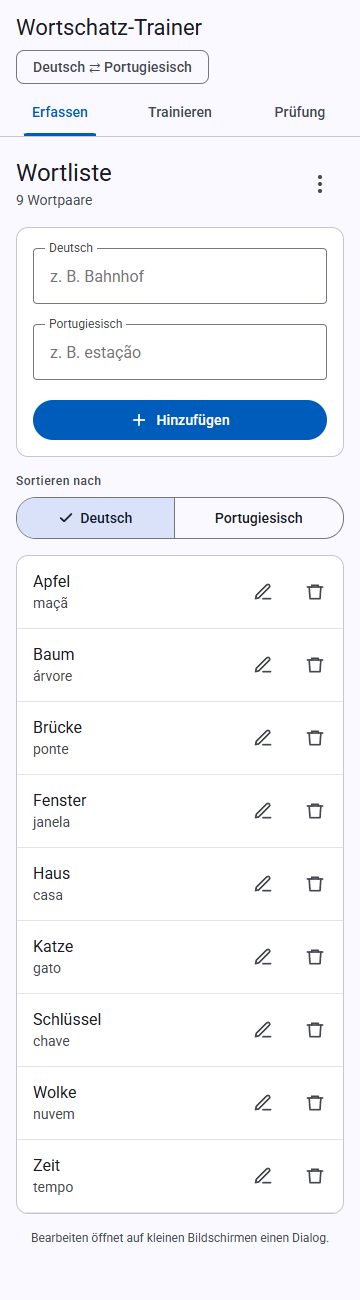 Wortschatz-Trainer
Deutsch ⇄ Portugiesisch
Erfassen Trainieren Prüfung
Wortliste
9 Wortpaare
Deutsch
z. B. Bahnhof
Portugiesisch
z. B. estação
Hinzufügen
Sortieren nach
Deutsch Portugiesisch
Apfel
maçã
Baum
árvore
Brücke
ponte
Fenster
janela
Haus
casa
Katze
gato
Schlüssel
chave
Wolke
nuvem
Zeit
tempo
Bearbeiten öffnet auf kleinen Bildschirmen einen Dialog.